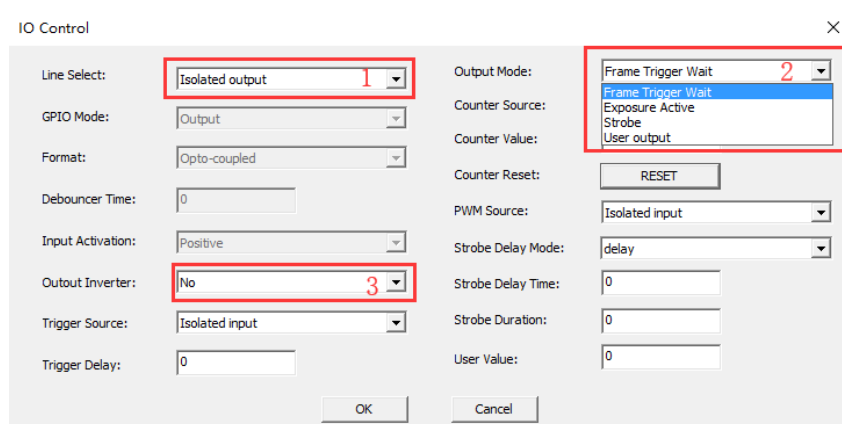 IO Control
Line Select:
Isolated output
1
GPIO Mode:
Output
Format:
Opto-coupled
Debouncer Time:
0
Input Activation:
Positive
Outout Inverter:
No
3
Trigger Source:
Isolated input
Trigger Delay:
0
Output Mode:
Frame Trigger Wait
2
Frame Trigger Wait
Exposure Active
Strobe
User output
Counter Source:
Counter Value:
Counter Reset:
RESET
PWM Source:
Isolated input
Strobe Delay Mode:
delay
Strobe Delay Time:
0
Strobe Duration:
0
User Value:
0
OK
Cancel